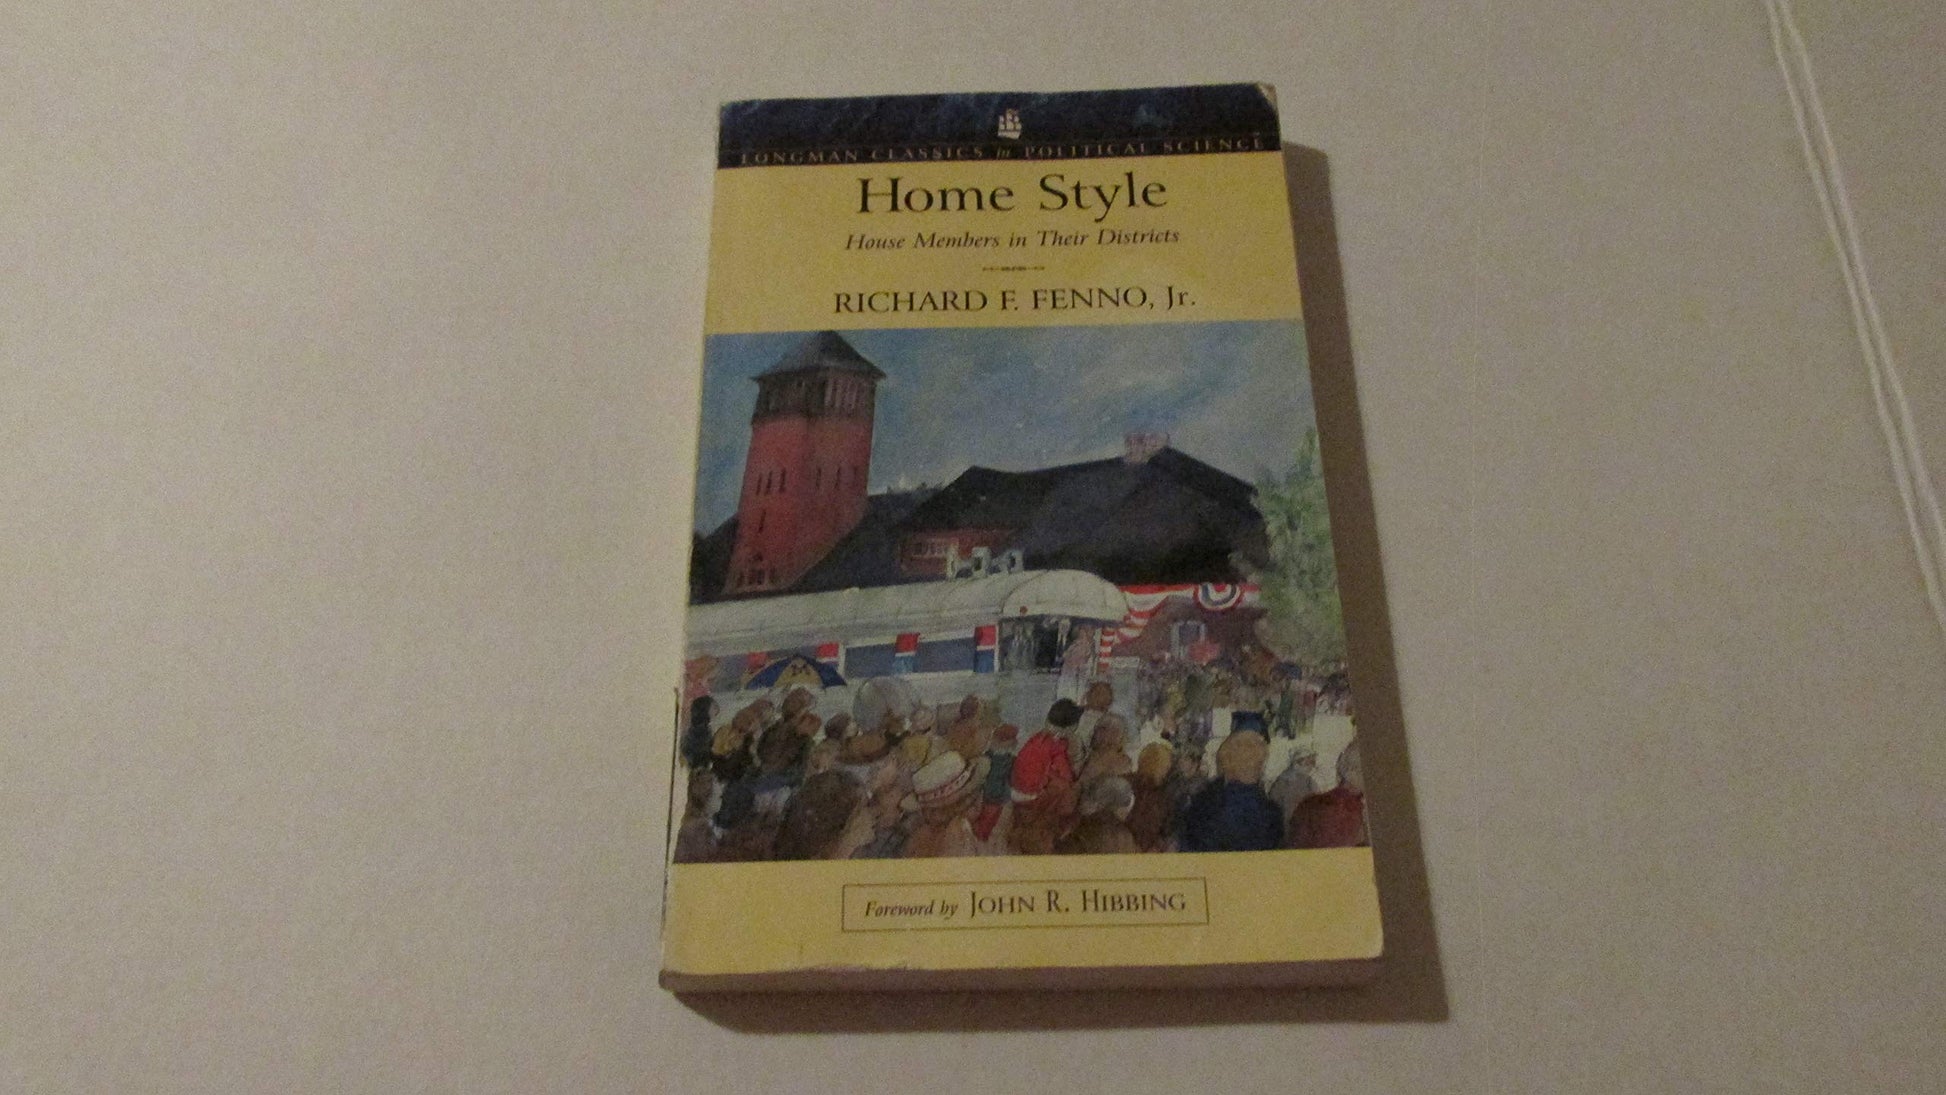 LONGMAN CLASSICS in POLITICAL SCIENCE
Home Style
House Members in Their Districts
RICHARD F. FENNO, Jr.
Foreword by JOHN R. HIBBING